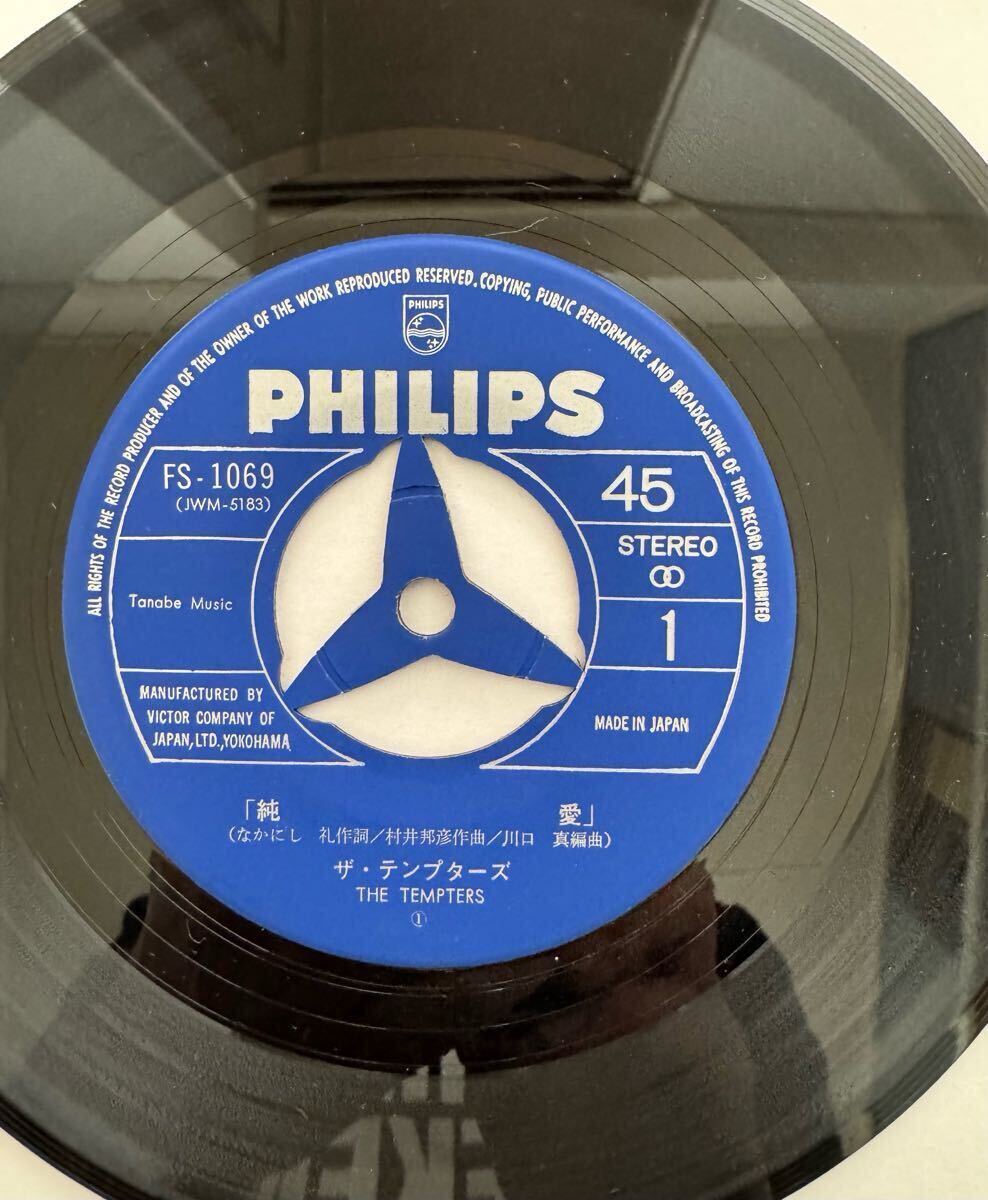 ALL RIGHTS OF THE RECORD PRODUCER AND OF THE OWNER OF THE WORK REPRODUCED RESERVED. COPYING, PUBLIC PERFORMANCE AND BROADCASTING OF THIS RECORD PROHIBITED
PHILIPS
PHILIPS
FS-1069
(JWM-5183)
45
STEREO
Tanabe Music
1
MANUFACTURED BY
VICTOR COMPANY OF
JAPAN, LTD., YOKOHAMA
MADE IN JAPAN
「純 愛」
(なかにし 礼作詞/村井邦彦作曲/川口 真編曲)
ザ・テンプターズ
THE TEMPTERS
①